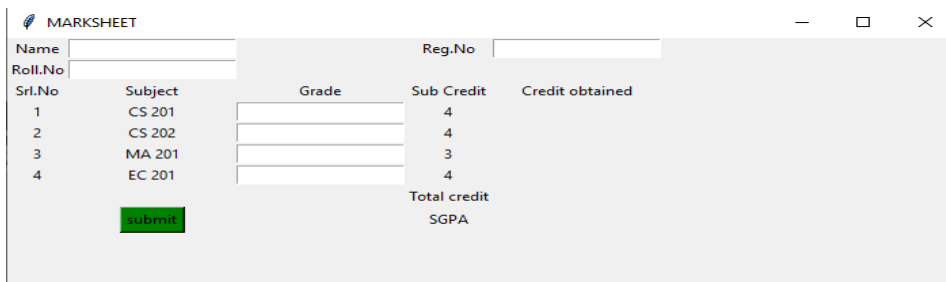 MARKSHEET
Name Reg.No
Roll.No
Srl.No Subject Grade Sub Credit Credit obtained
1 CS 201 4
2 CS 202 4
3 MA 201 3
4 EC 201 4
Total credit
submit SGPA